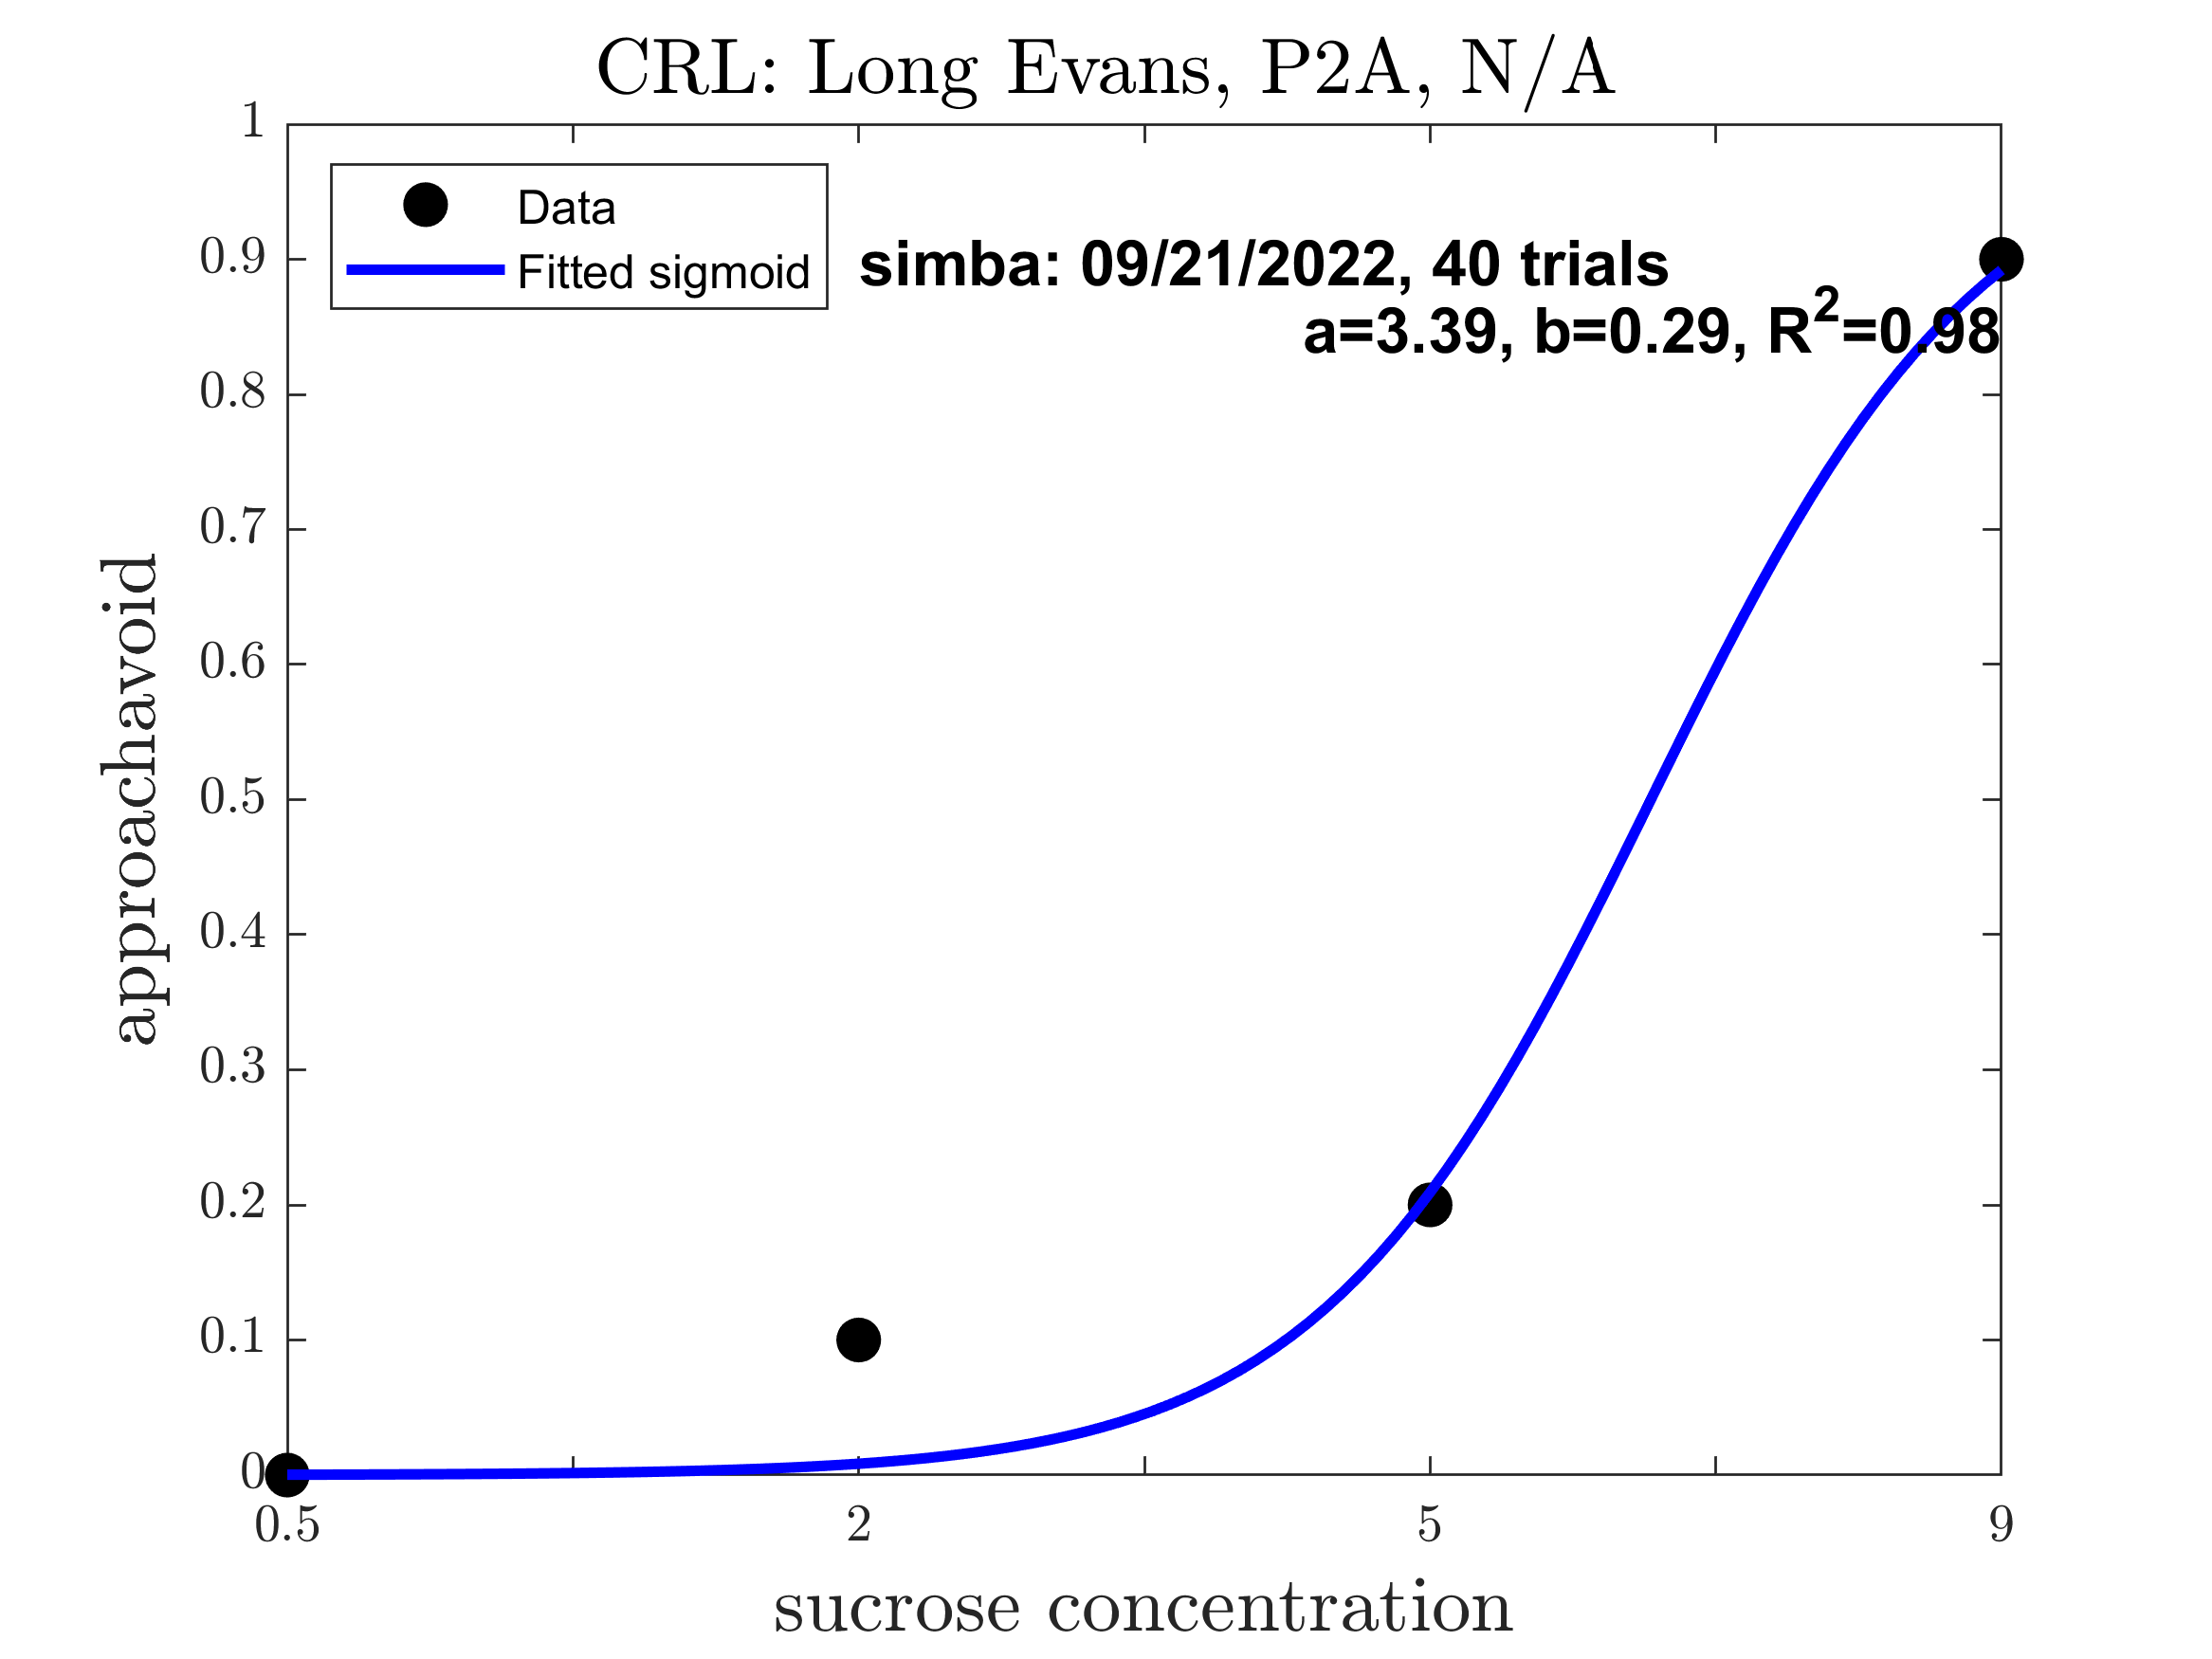 CRL: Long Evans, P2A, N/A
1
0.9
0.8
0.7
0.6
0.5
0.4
0.3
0.2
0.1
0
Data
Fitted sigmoid
simba: 09/21/2022, 40 trials
a=3.39, b=0.29, R²=0.98
approachavoid
0.5 2 5 9
sucrose concentration